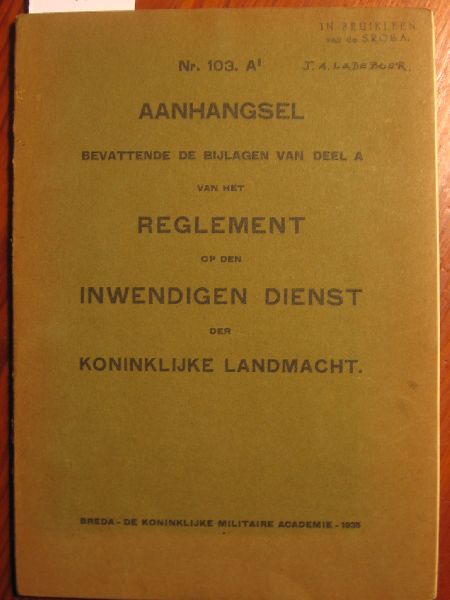 IN BRUIKLEEN
van de S.R.O.B.A.
Nr. 103. A¹
J. A. LADEBOER.
AANHANGSEL
BEVATTENDE DE BIJLAGEN VAN DEEL A
VAN HET
REGLEMENT
OP DEN
INWENDIGEN DIENST
DER
KONINKLIJKE LANDMACHT.
BREDA - DE KONINKLIJKE MILITAIRE ACADEMIE - 1935